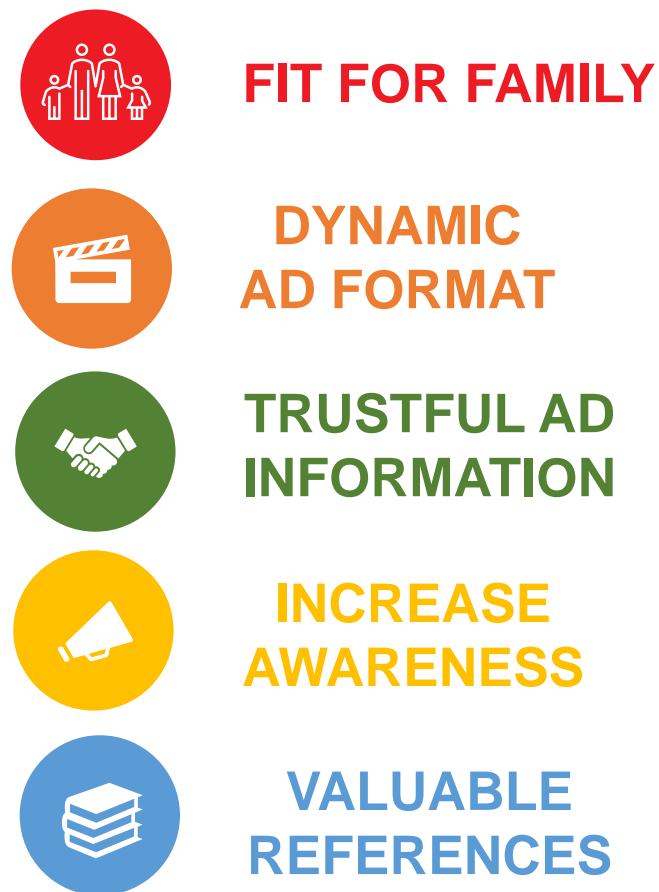 FIT FOR FAMILY
DYNAMIC
AD FORMAT
TRUSTFUL AD
INFORMATION
INCREASE
AWARENESS
VALUABLE
REFERENCES